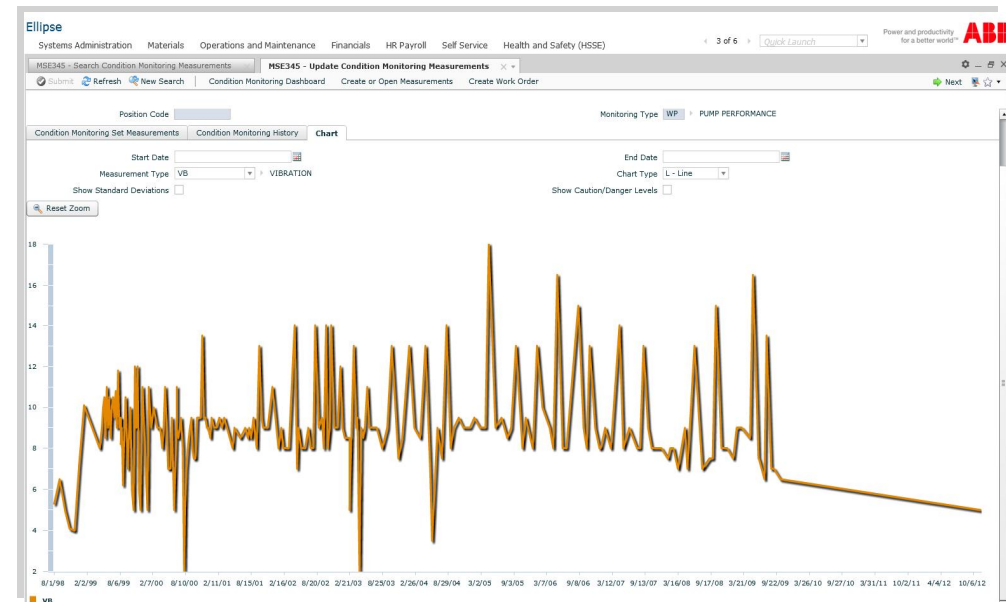 Ellipse
Systems Administration Materials Operations and Maintenance Financials HR Payroll Self Service Health and Safety (HSSE)
3 of 6 Quick Launch
Power and productivity
for a better world™
ABB
MSE345 - Search Condition Monitoring Measurements MSE345 - Update Condition Monitoring Measurements
Submit Refresh New Search Condition Monitoring Dashboard Create or Open Measurements Create Work Order Next
Position Code Monitoring Type WP PUMP PERFORMANCE
Condition Monitoring Set Measurements Condition Monitoring History Chart
Start Date End Date
Measurement Type VB VIBRATION Chart Type L - Line
Show Standard Deviations Show Caution/Danger Levels
Reset Zoom
18
16
14
12
10
8
6
4
2
8/1/98 2/2/99 8/6/99 2/7/00 8/10/00 2/11/01 8/15/01 2/16/02 8/20/02 2/21/03 8/25/03 2/26/04 8/29/04 3/2/05 9/3/05 3/7/06 9/8/06 3/12/07 9/13/07 3/16/08 9/17/08 3/21/09 9/22/09 3/26/10 9/27/10 3/31/11 10/2/11 4/4/12 10/6/12
VB